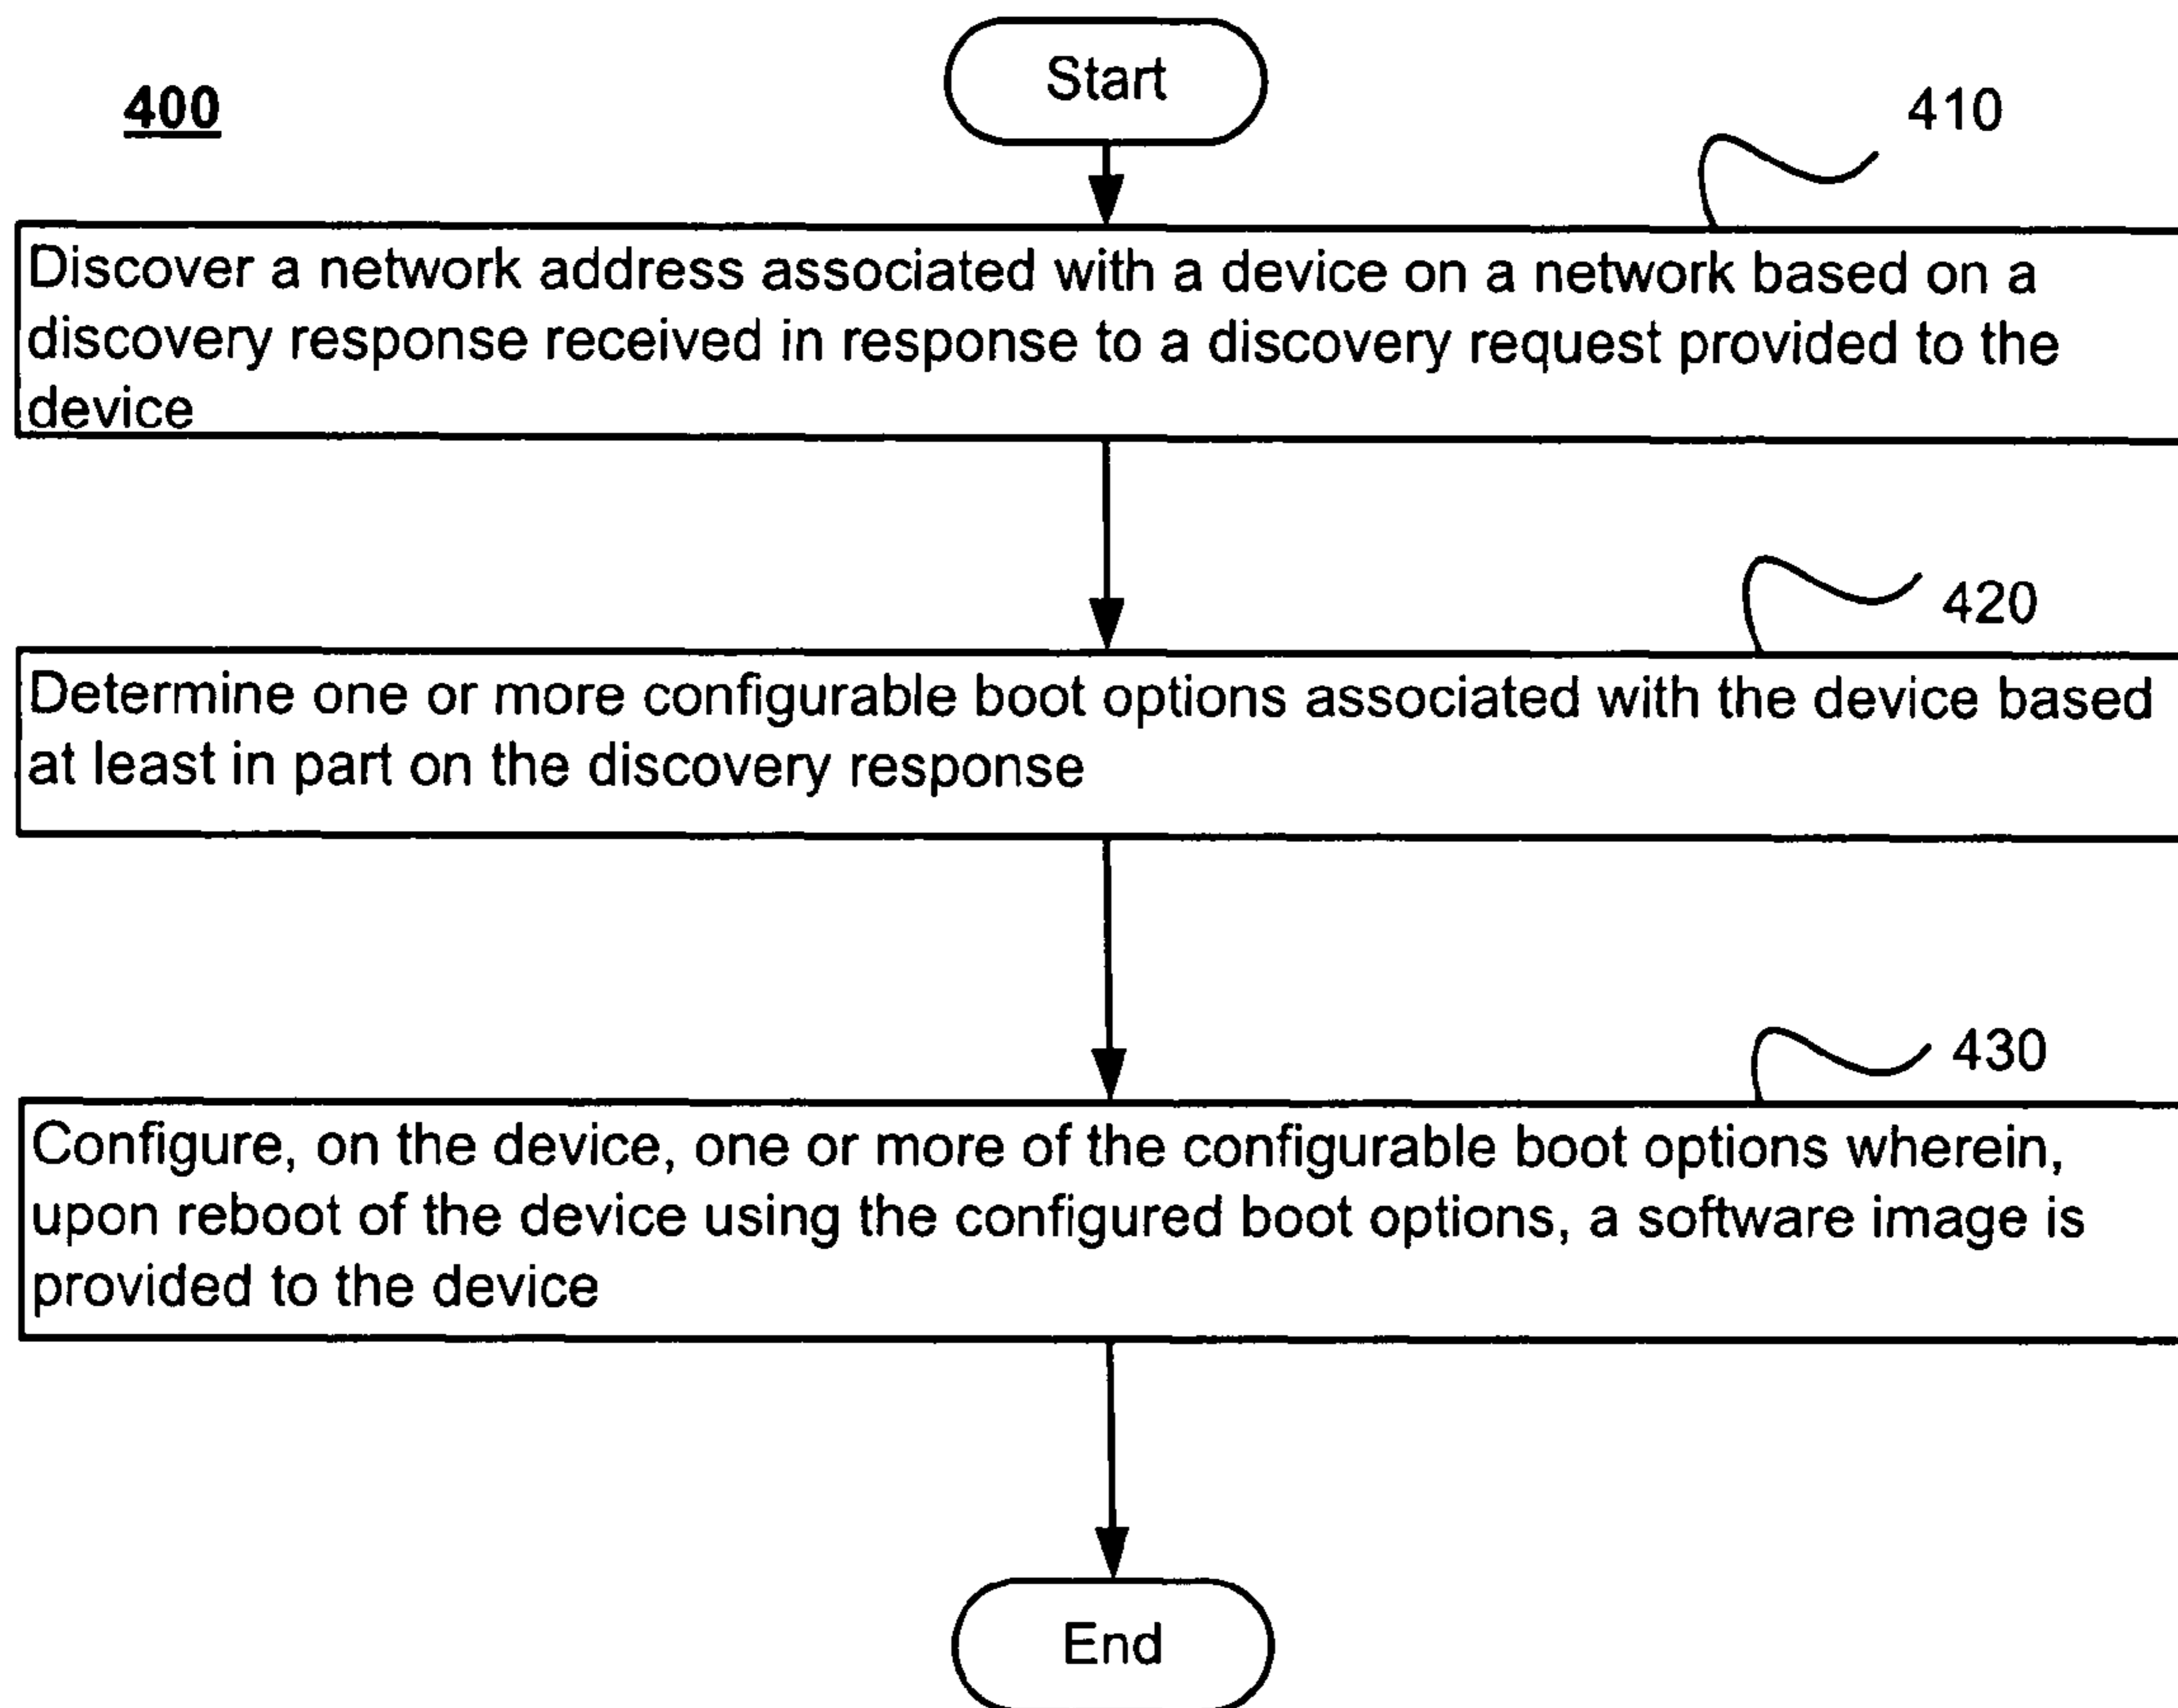 Start
400
410
Discover a network address associated with a device on a network based on a
discovery response received in response to a discovery request provided to the
device
420
Determine one or more configurable boot options associated with the device based
at least in part on the discovery response
430
Configure, on the device, one or more of the configurable boot options wherein,
upon reboot of the device using the configured boot options, a software image is
provided to the device
End